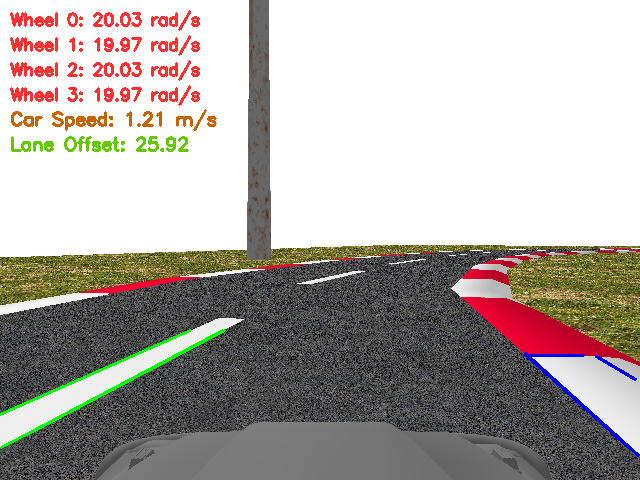 Wheel 0: 20.03 rad/s
Wheel 1: 19.97 rad/s
Wheel 2: 20.03 rad/s
Wheel 3: 19.97 rad/s
Car Speed: 1.21 m/s
Lane Offset: 25.92